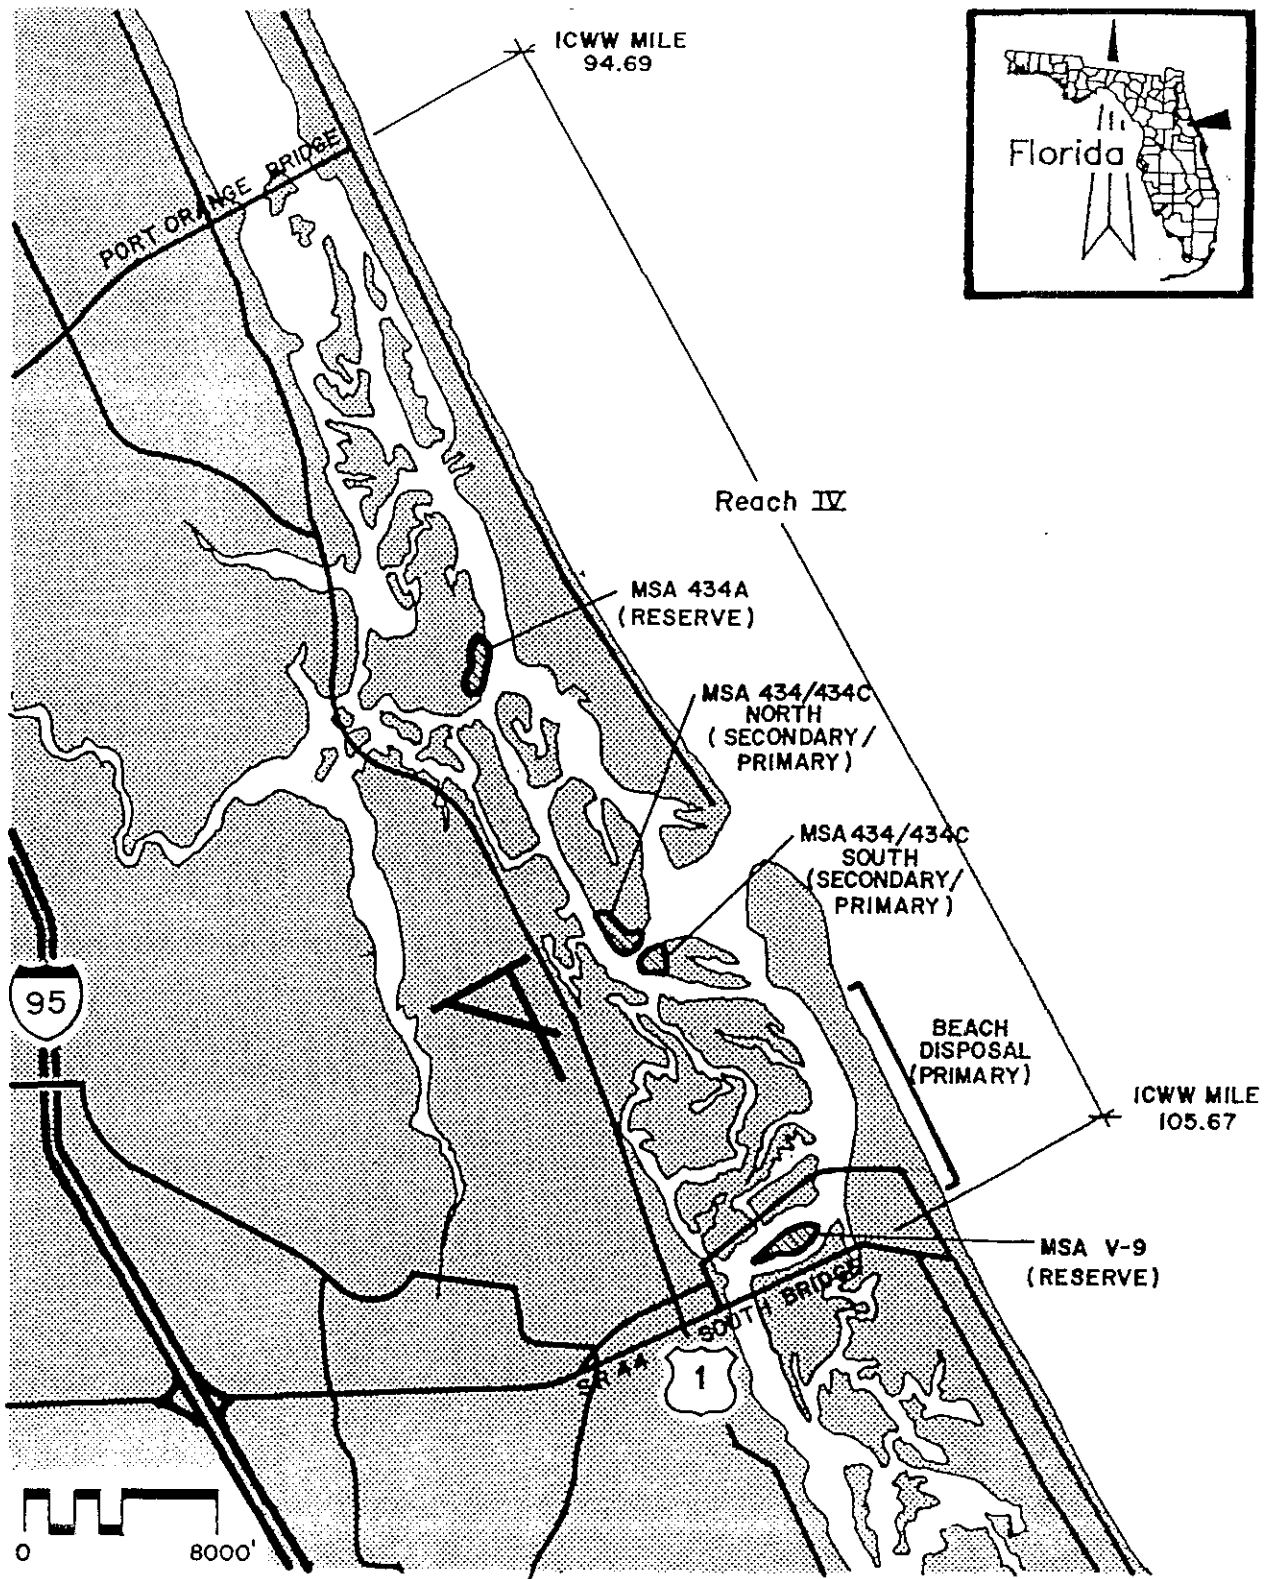 ICWW MILE
94.69
Florida
PORT ORANGE BRIDGE
Reach IV
MSA 434A
(RESERVE)
MSA 434/434C
NORTH
(SECONDARY/
PRIMARY)
MSA 434/434C
SOUTH
(SECONDARY/
PRIMARY)
95
BEACH
DISPOSAL
(PRIMARY)
ICWW MILE
105.67
MSA V-9
(RESERVE)
SR 44 SOUTH BRIDGE
1
0 8000'